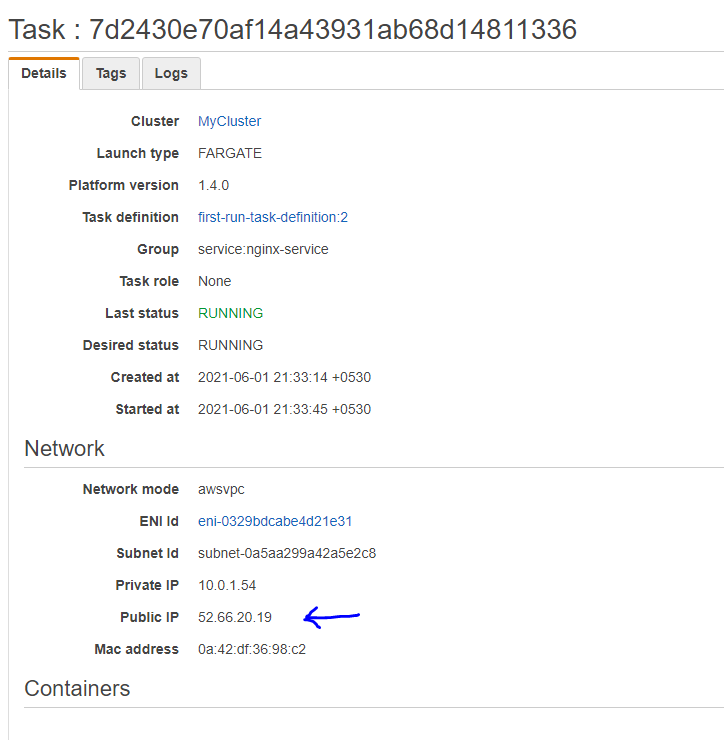 Task : 7d2430e70af14a43931ab68d14811336
Details Tags Logs
Cluster MyCluster
Launch type FARGATE
Platform version 1.4.0
Task definition first-run-task-definition:2
Group service:nginx-service
Task role None
Last status RUNNING
Desired status RUNNING
Created at 2021-06-01 21:33:14 +0530
Started at 2021-06-01 21:33:45 +0530
Network
Network mode awsvpc
ENI Id eni-0329bdcabe4d21e31
Subnet Id subnet-0a5aa299a42a5e2c8
Private IP 10.0.1.54
Public IP 52.66.20.19
Mac address 0a:42:df:36:98:c2
Containers